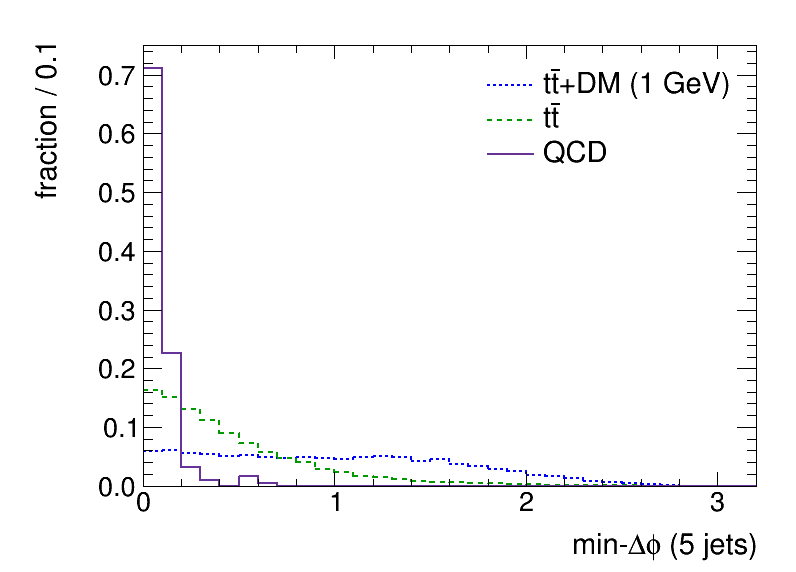 fraction / 0.1
0.7
0.6
0.5
0.4
0.3
0.2
0.1
0.0
tt̄+DM (1 GeV)
tt̄
QCD
0 1 2 3
min-Δϕ (5 jets)